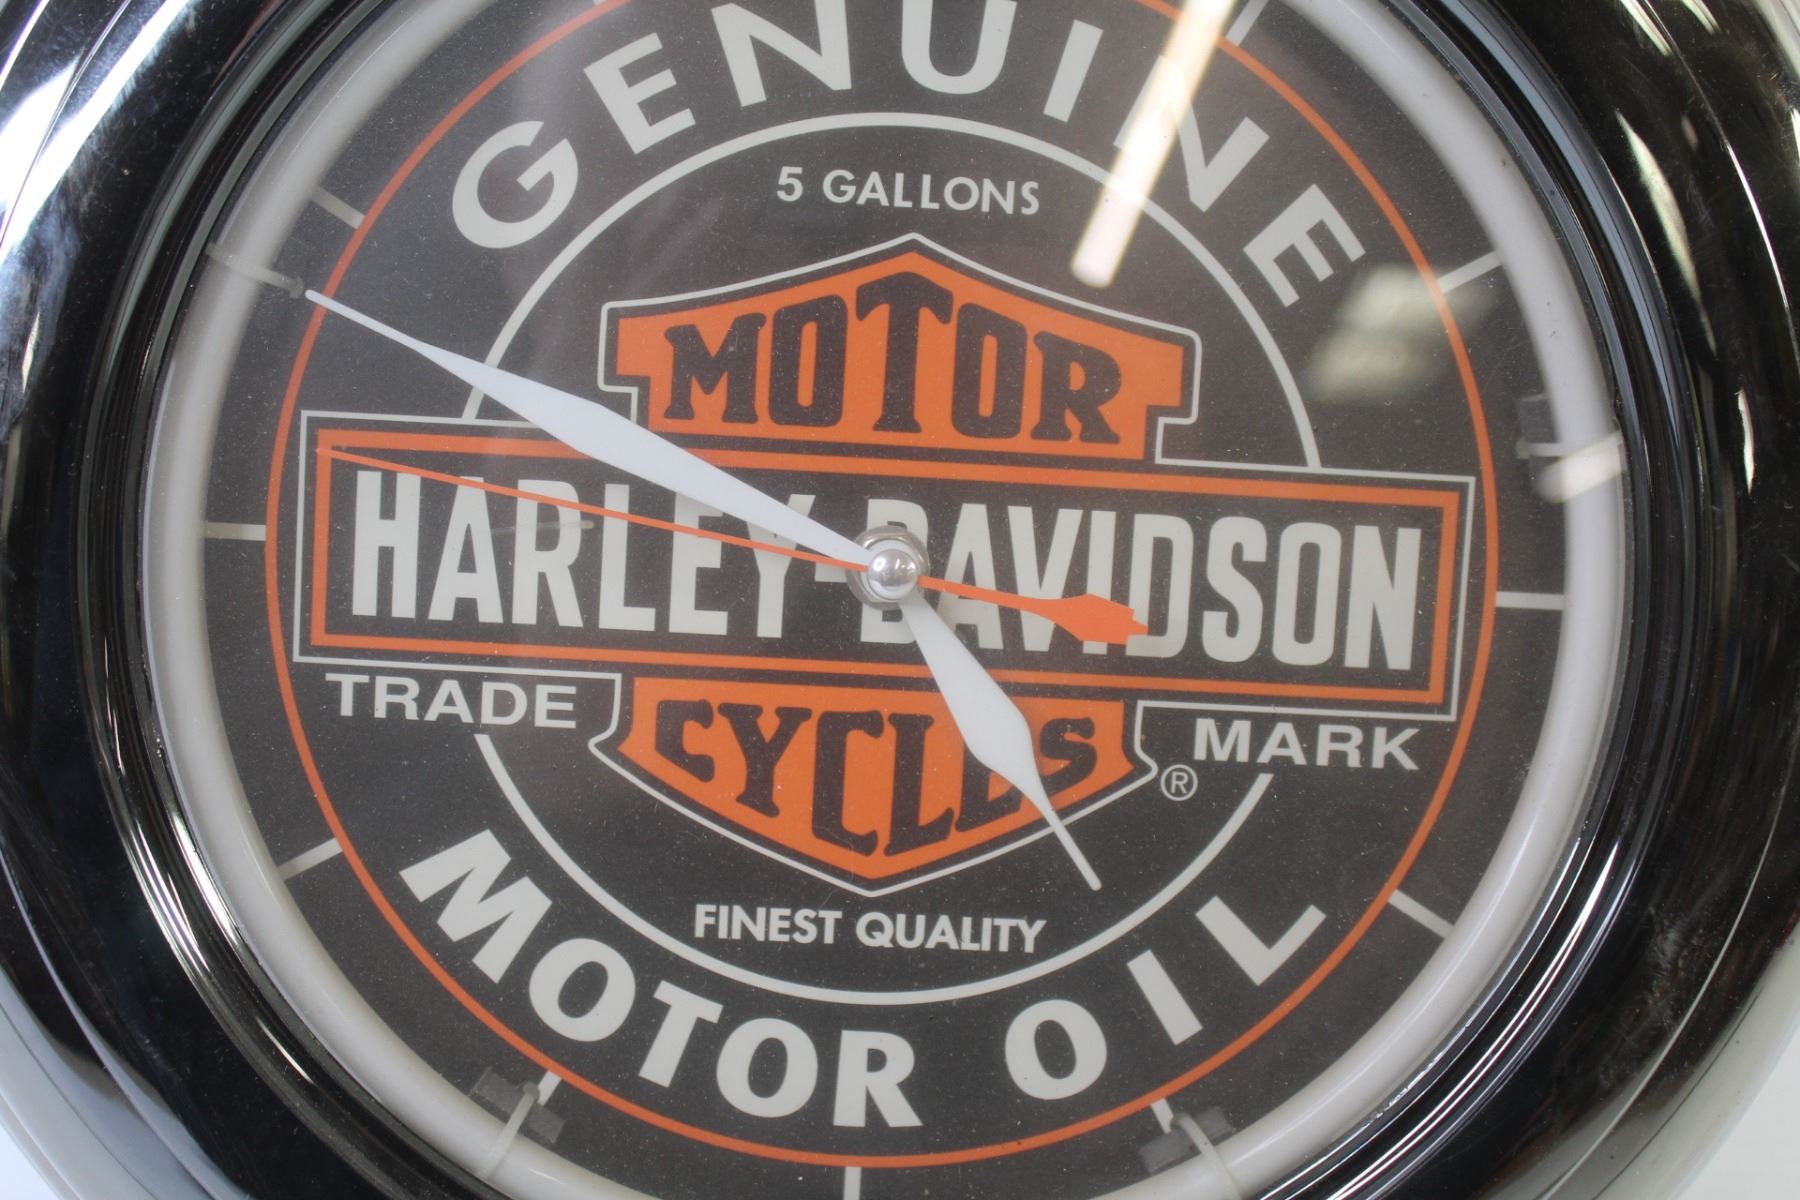 GENUINE
5 GALLONS
MOTOR
HARLEY-DAVIDSON
TRADE MARK
CYCLES ®
FINEST QUALITY
MOTOR OIL